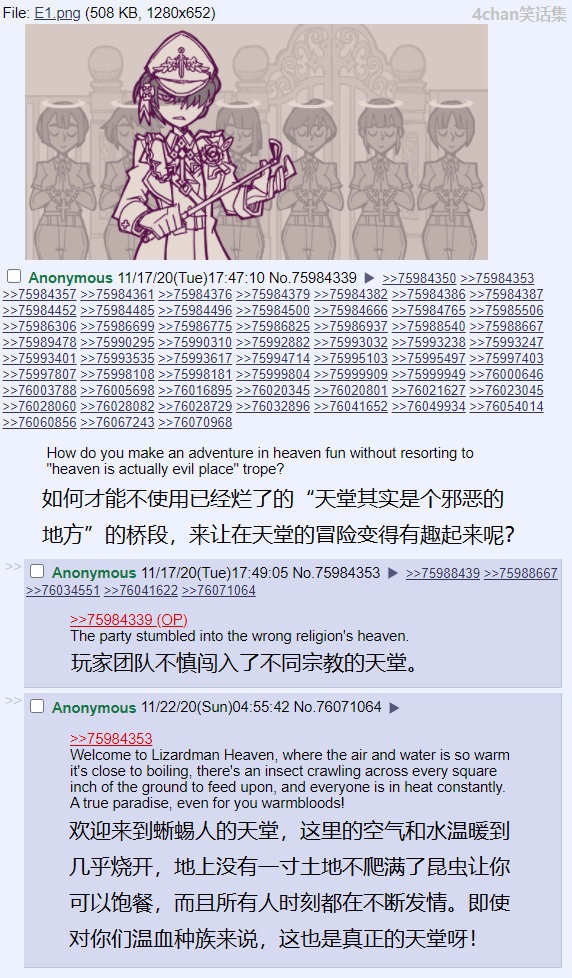 File: E1.png (508 KB, 1280x652)
4chan笑话集
Anonymous 11/17/20(Tue)17:47:10 No.75984339 ▶ >>75984350 >>75984353
>>75984357 >>75984361 >>75984376 >>75984379 >>75984382 >>75984386 >>75984387
>>75984452 >>75984485 >>75984496 >>75984500 >>75984666 >>75984765 >>75985506
>>75986306 >>75986699 >>75986775 >>75986825 >>75986937 >>75988540 >>75988667
>>75989478 >>75990295 >>75990310 >>75992882 >>75993032 >>75993238 >>75993247
>>75993401 >>75993535 >>75993617 >>75994714 >>75995103 >>75995497 >>75997403
>>75997807 >>75998108 >>75998181 >>75999804 >>75999909 >>75999949 >>76000646
>>76003788 >>76005698 >>76016895 >>76020345 >>76020801 >>76021627 >>76023045
>>76028060 >>76028082 >>76028729 >>76032896 >>76041652 >>76049934 >>76054014
>>76060856 >>76067243 >>76070968
How do you make an adventure in heaven fun without resorting to
"heaven is actually evil place" trope?
如何才能不使用已经烂了的“天堂其实是个邪恶的
地方”的桥段，来让在天堂的冒险变得有趣起来呢？
>> Anonymous 11/17/20(Tue)17:49:05 No.75984353 ▶ >>75988439 >>75988667
>>76034551 >>76041622 >>76071064
>>75984339 (OP)
The party stumbled into the wrong religion's heaven.
玩家团队不慎闯入了不同宗教的天堂。
>> Anonymous 11/22/20(Sun)04:55:42 No.76071064 ▶
>>75984353
Welcome to Lizardman Heaven, where the air and water is so warm
it's close to boiling, there's an insect crawling across every square
inch of the ground to feed upon, and everyone is in heat constantly.
A true paradise, even for you warmbloods!
欢迎来到蜥蜴人的天堂，这里的空气和水温暖到
几乎烧开，地上没有一寸土地不爬满了昆虫让你
可以饱餐，而且所有人时刻都在不断发情。即使
对你们温血种族来说，这也是真正的天堂呀！